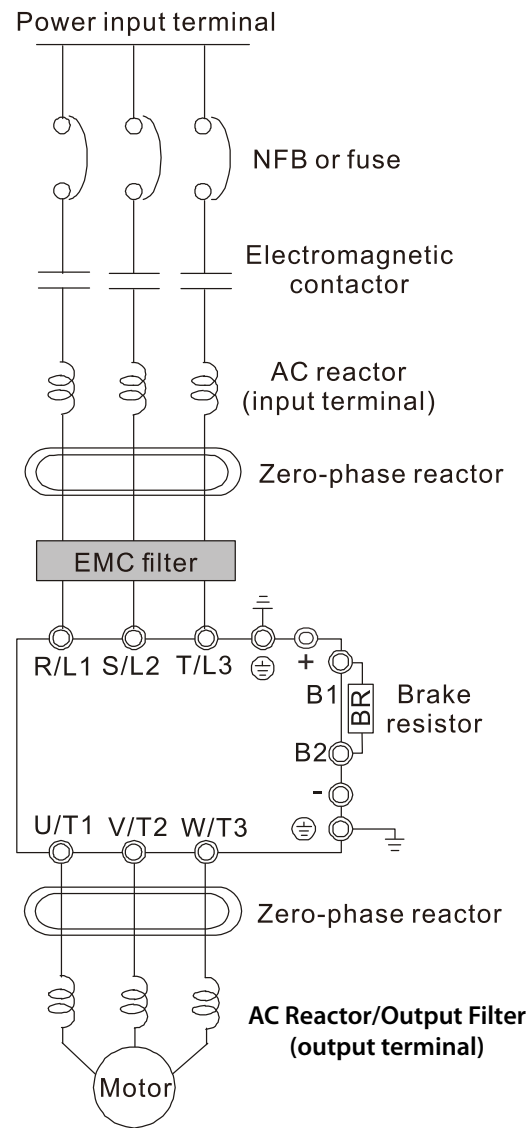 Power input terminal
NFB or fuse
Electromagnetic
contactor
AC reactor
(input terminal)
Zero-phase reactor
EMC filter
R/L1 S/L2 T/L3
+
B1
BR
Brake
resistor
B2
-
U/T1 V/T2 W/T3
Zero-phase reactor
AC Reactor/Output Filter
(output terminal)
Motor